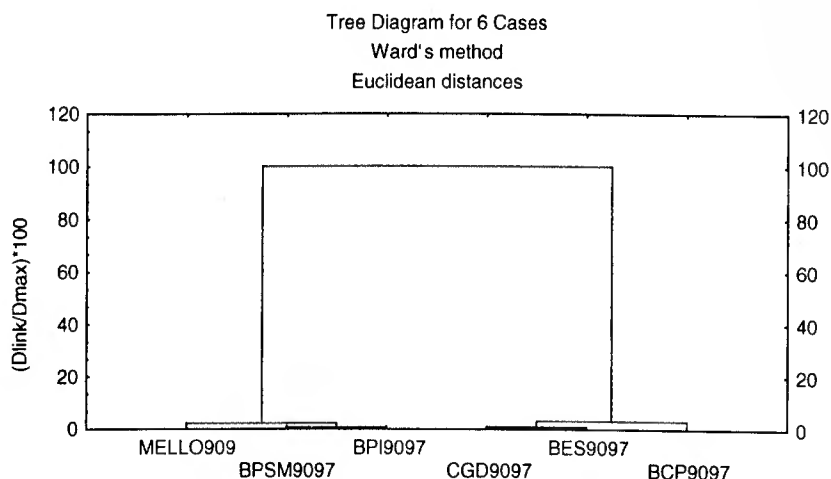 Tree Diagram for 6 Cases
Ward's method
Euclidean distances
(Dlink/Dmax)*100
120
100
80
60
40
20
0
120
100
80
60
40
20
0
MELLO909
BPI9097
BES9097
BPSM9097
CGD9097
BCP9097